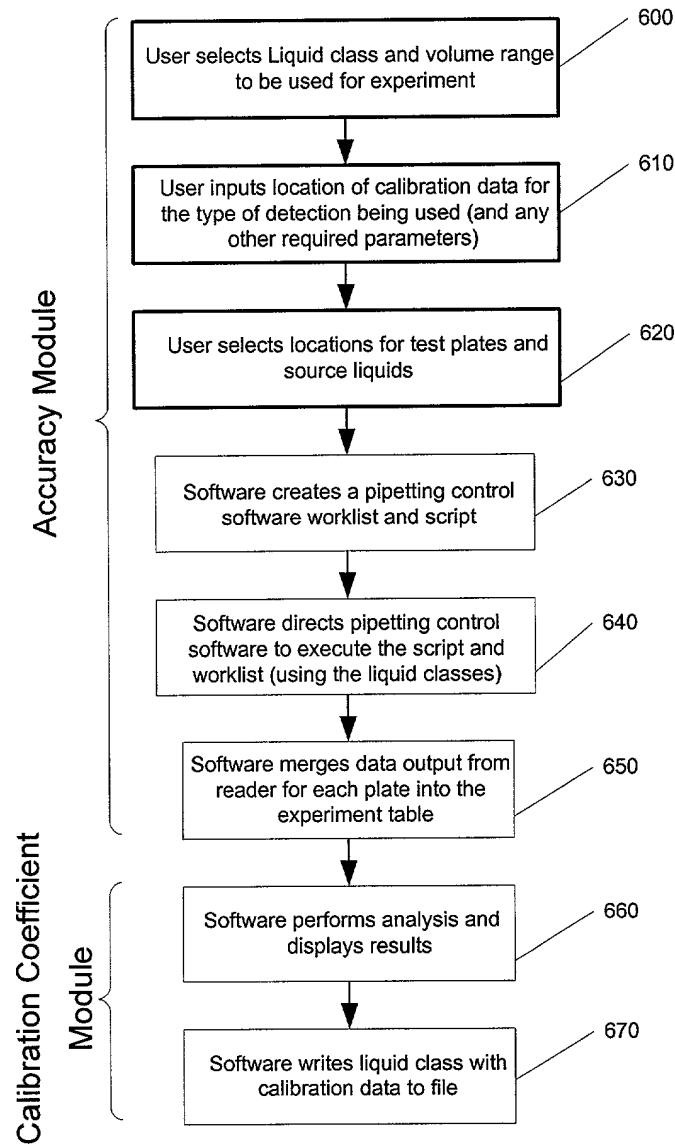 600
User selects Liquid class and volume range
to be used for experiment
610
User inputs location of calibration data for
the type of detection being used (and any
other required parameters)
620
User selects locations for test plates and
source liquids
Accuracy Module
630
Software creates a pipetting control
software worklist and script
640
Software directs pipetting control
software to execute the script and
worklist (using the liquid classes)
650
Software merges data output from
reader for each plate into the
experiment table
Calibration Coefficient
Module
660
Software performs analysis and
displays results
670
Software writes liquid class with
calibration data to file